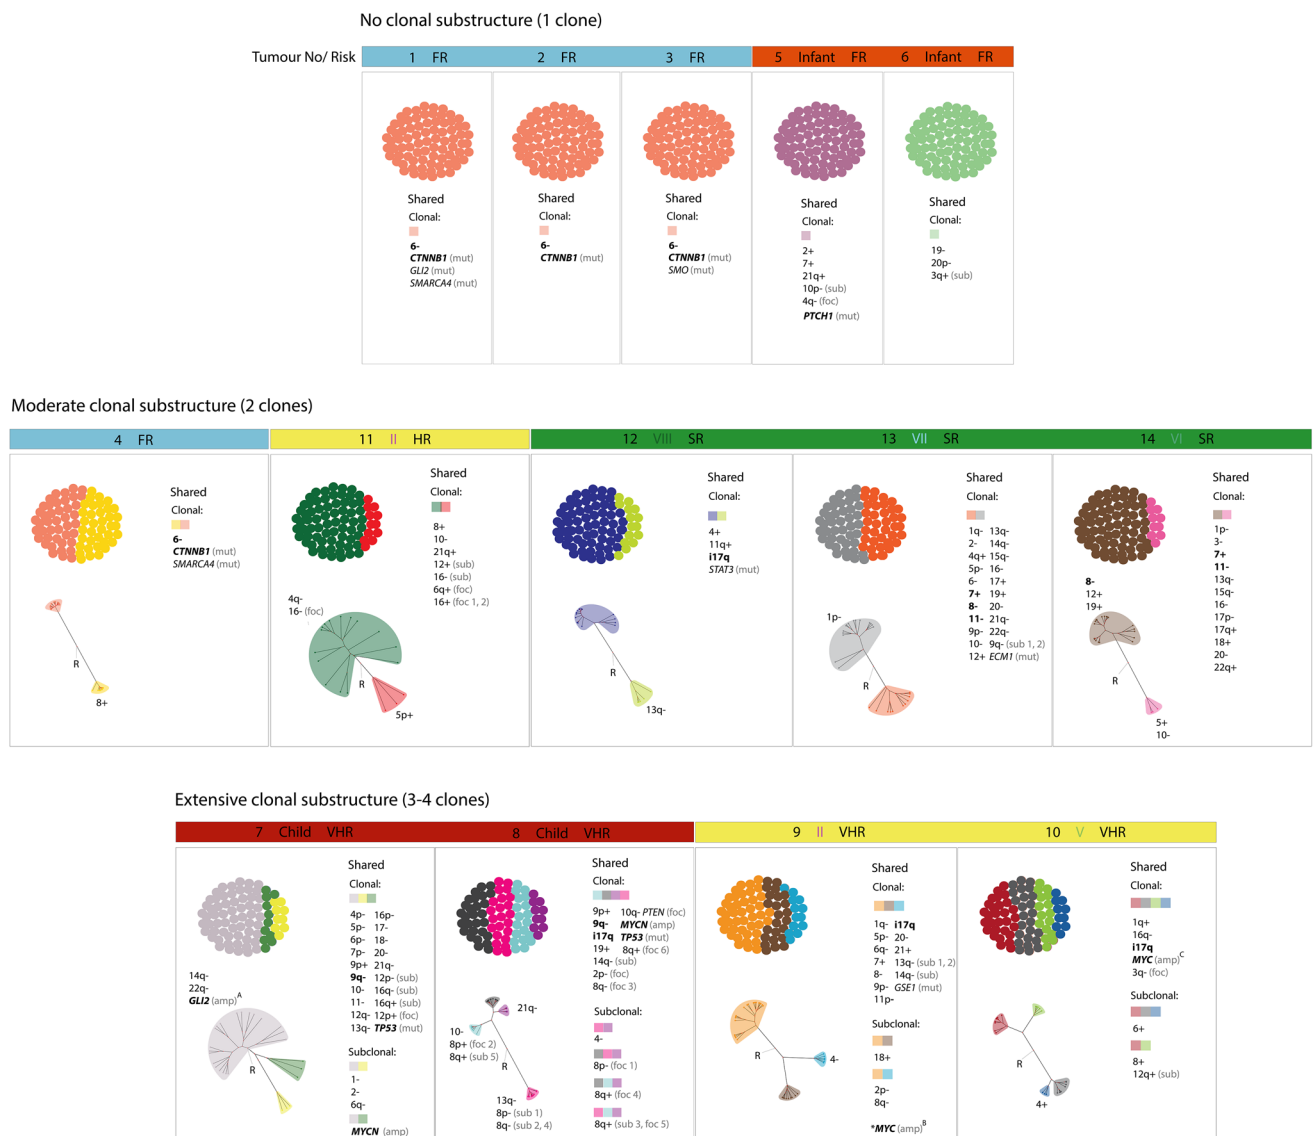 No clonal substructure (1 clone)
Tumour No/ Risk
1 FR
2 FR
3 FR
5 Infant FR
6 Infant FR
Shared
Clonal:
6-
CTNNB1 (mut)
GLI2 (mut)
SMARCA4 (mut)
Shared
Clonal:
6-
CTNNB1 (mut)
Shared
Clonal:
6-
CTNNB1 (mut)
SMO (mut)
Shared
Clonal:
2+
7+
21q+
10p- (sub)
4q- (foc)
PTCH1 (mut)
Shared
Clonal:
19-
20p-
3q+ (sub)
Moderate clonal substructure (2 clones)
4 FR
11 II HR
12 VIII SR
13 VII SR
14 VI SR
Shared
Clonal:
6-
CTNNB1 (mut)
SMARCA4 (mut)
R
8+
Shared
Clonal:
8+
10-
21q+
12+ (sub)
16- (sub)
6q+ (foc)
16+ (foc 1, 2)
4q-
16- (foc)
R
5p+
Shared
Clonal:
4+
11q+
i17q
STAT3 (mut)
R
13q-
Shared
Clonal:
1q- 13q-
2- 14q-
4q+ 15q-
5p- 16-
6- 17+
7+ 19+
8- 20-
11- 21q-
9p- 22q-
10- 9q- (sub 1, 2)
12+ ECM1 (mut)
1p-
R
Shared
Clonal:
1p-
3-
7+
11-
13q-
15q-
16-
17p-
17q+
18+
20-
22q+
8-
12+
19+
R
5+
10-
Extensive clonal substructure (3-4 clones)
7 Child VHR
8 Child VHR
9 II VHR
10 V VHR
Shared
Clonal:
4p- 16p-
5p- 17-
6p- 18-
7p- 20-
9p+ 21q-
9q- 12p- (sub)
10- 16q- (sub)
11- 16q+ (sub)
12q- 12p+ (foc)
13q- TP53 (mut)
Subclonal:
1-
2-
6q-
MYCN (amp)
14q-
22q-
GLI2 (amp)A
R
Shared
Clonal:
9p+ 10q- PTEN (foc)
9q- MYCN (amp)
i17q TP53 (mut)
19+ 8q+ (foc 6)
14q- (sub)
2p- (foc)
8q- (foc 3)
Subclonal:
4-
8p- (foc 1)
8q+ (foc 4)
8q+ (sub 3, foc 5)
21q-
10-
8p+ (foc 2)
8q+ (sub 5)
R
13q-
8p- (sub 1)
8q- (sub 2, 4)
Shared
Clonal:
1q- i17q
5p- 20-
6q- 21+
7+ 13q- (sub 1, 2)
8- 14q- (sub)
9p- GSE1 (mut)
11p-
Subclonal:
18+
2p-
8q-
*MYC (amp)B
R
4-
Shared
Clonal:
1q+
16q-
i17q
MYC (amp)C
3q- (foc)
Subclonal:
6+
8+
12q+ (sub)
R
4+